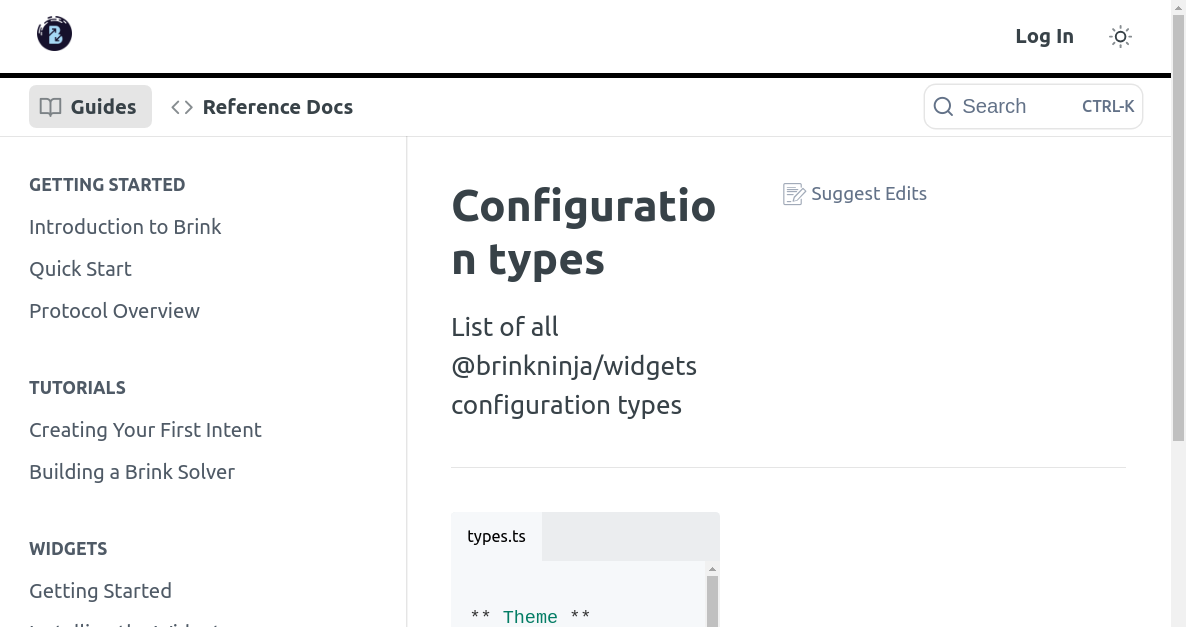 Log In
Guides
Reference Docs
Search
CTRL-K
GETTING STARTED
Introduction to Brink
Quick Start
Protocol Overview
TUTORIALS
Creating Your First Intent
Building a Brink Solver
WIDGETS
Getting Started
Configuratio
n types
Suggest Edits
List of all
@brinkninja/widgets
configuration types
types.ts
** Theme **